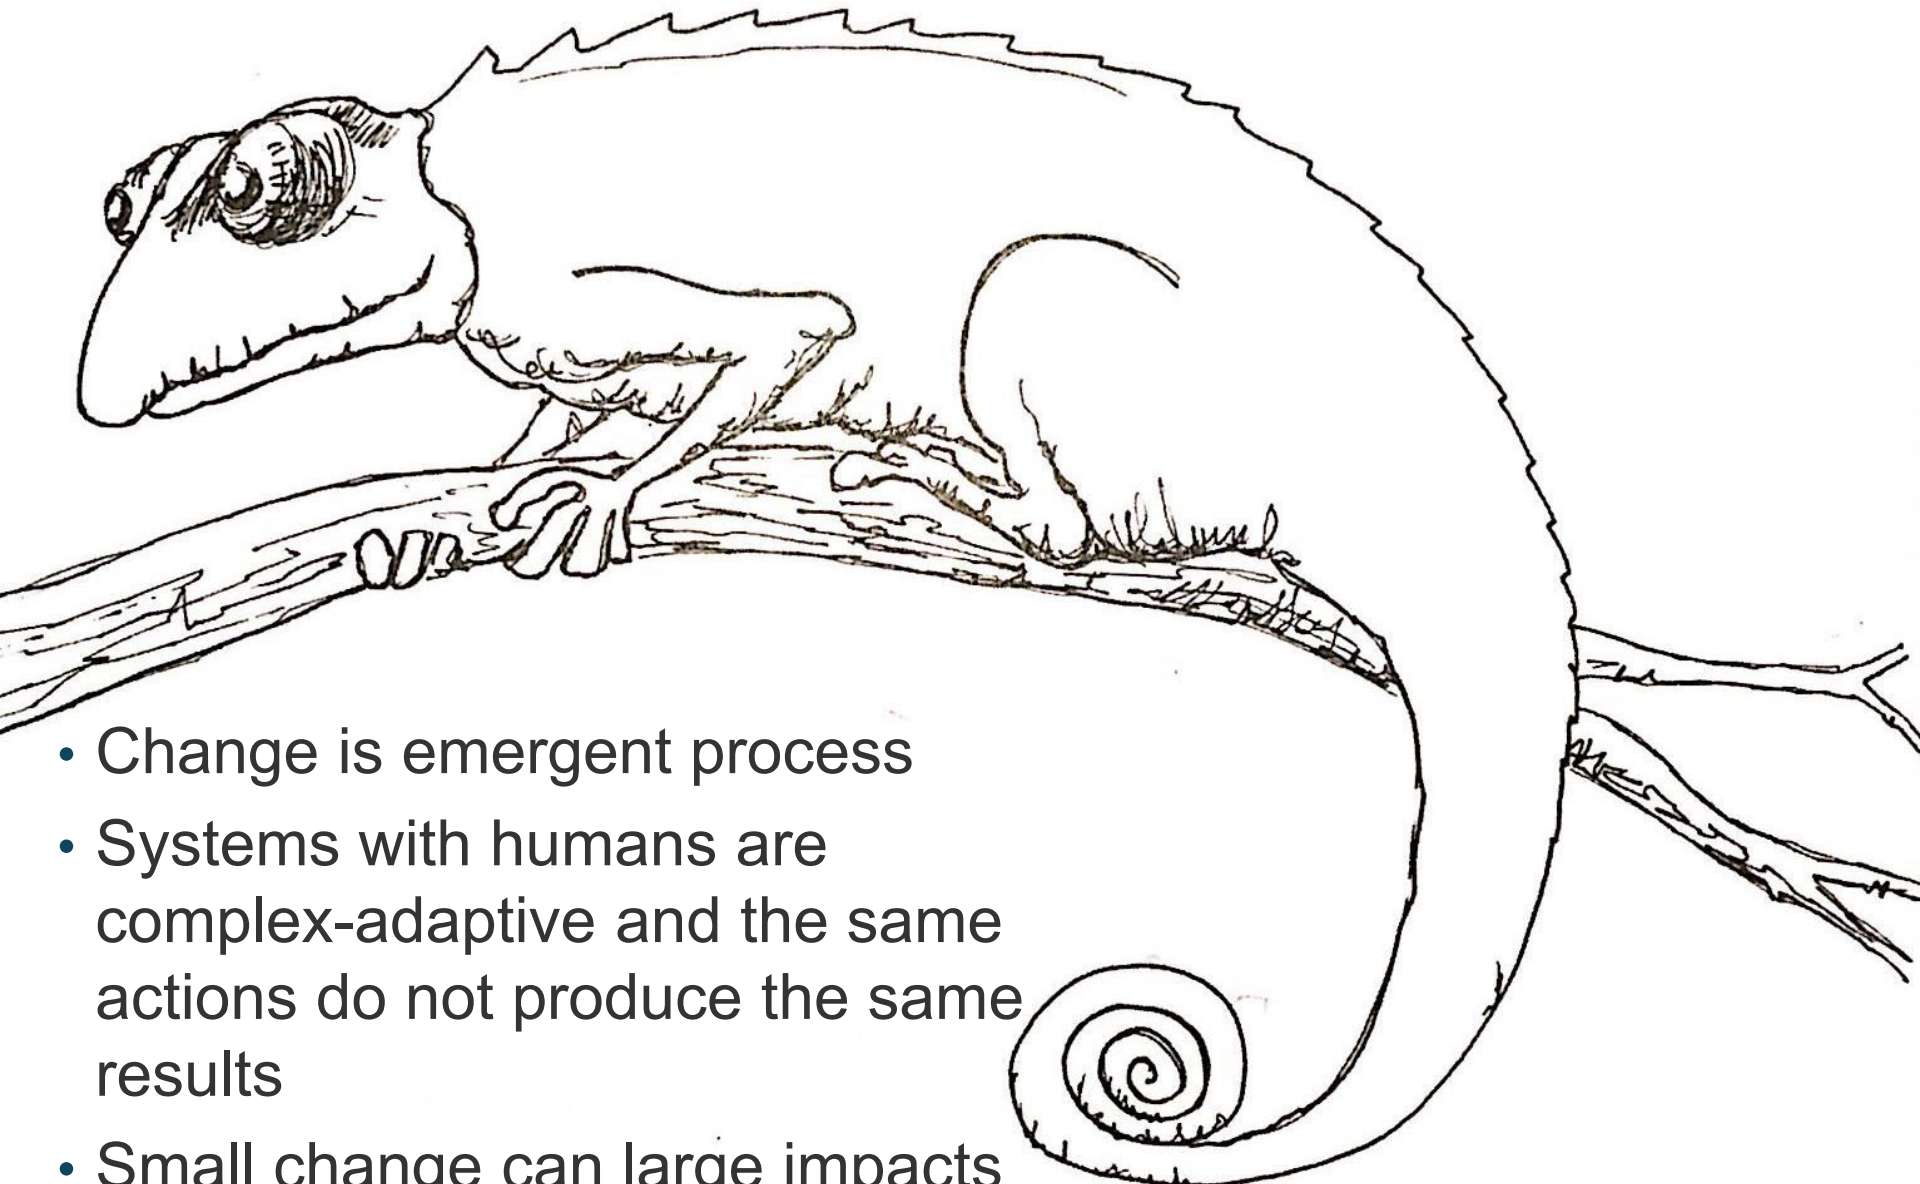 • Change is emergent process
• Systems with humans are
complex-adaptive and the same
actions do not produce the same
results
• Small change can large impacts